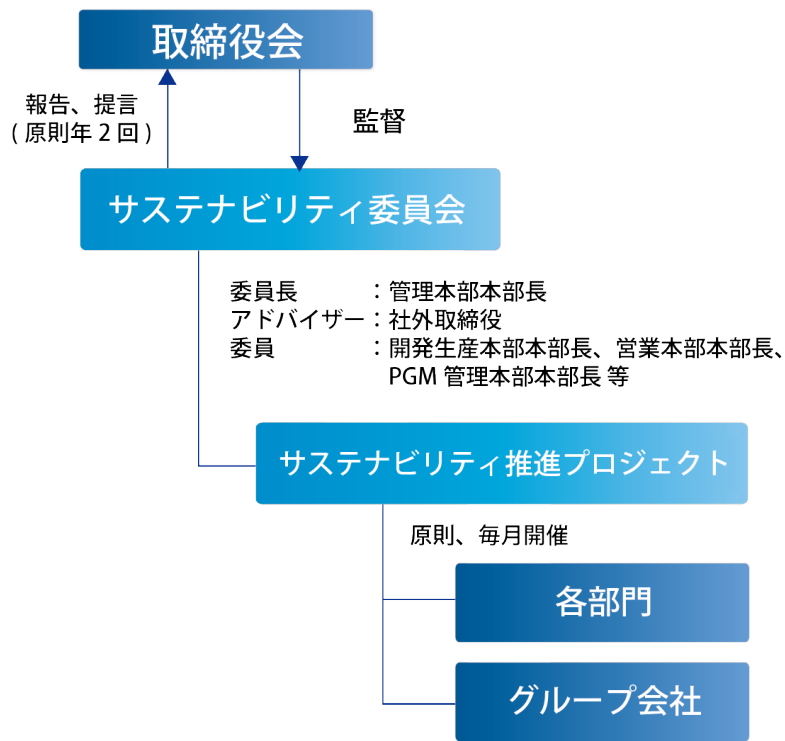 取締役会
報告、提言
( 原則年 2 回 )
監督
サステナビリティ委員会
委員長　　　：管理本部本部長
アドバイザー：社外取締役
委員　　　　：開発生産本部本部長、営業本部本部長、
PGM 管理本部本部長 等
サステナビリティ推進プロジェクト
原則、毎月開催
各部門
グループ会社